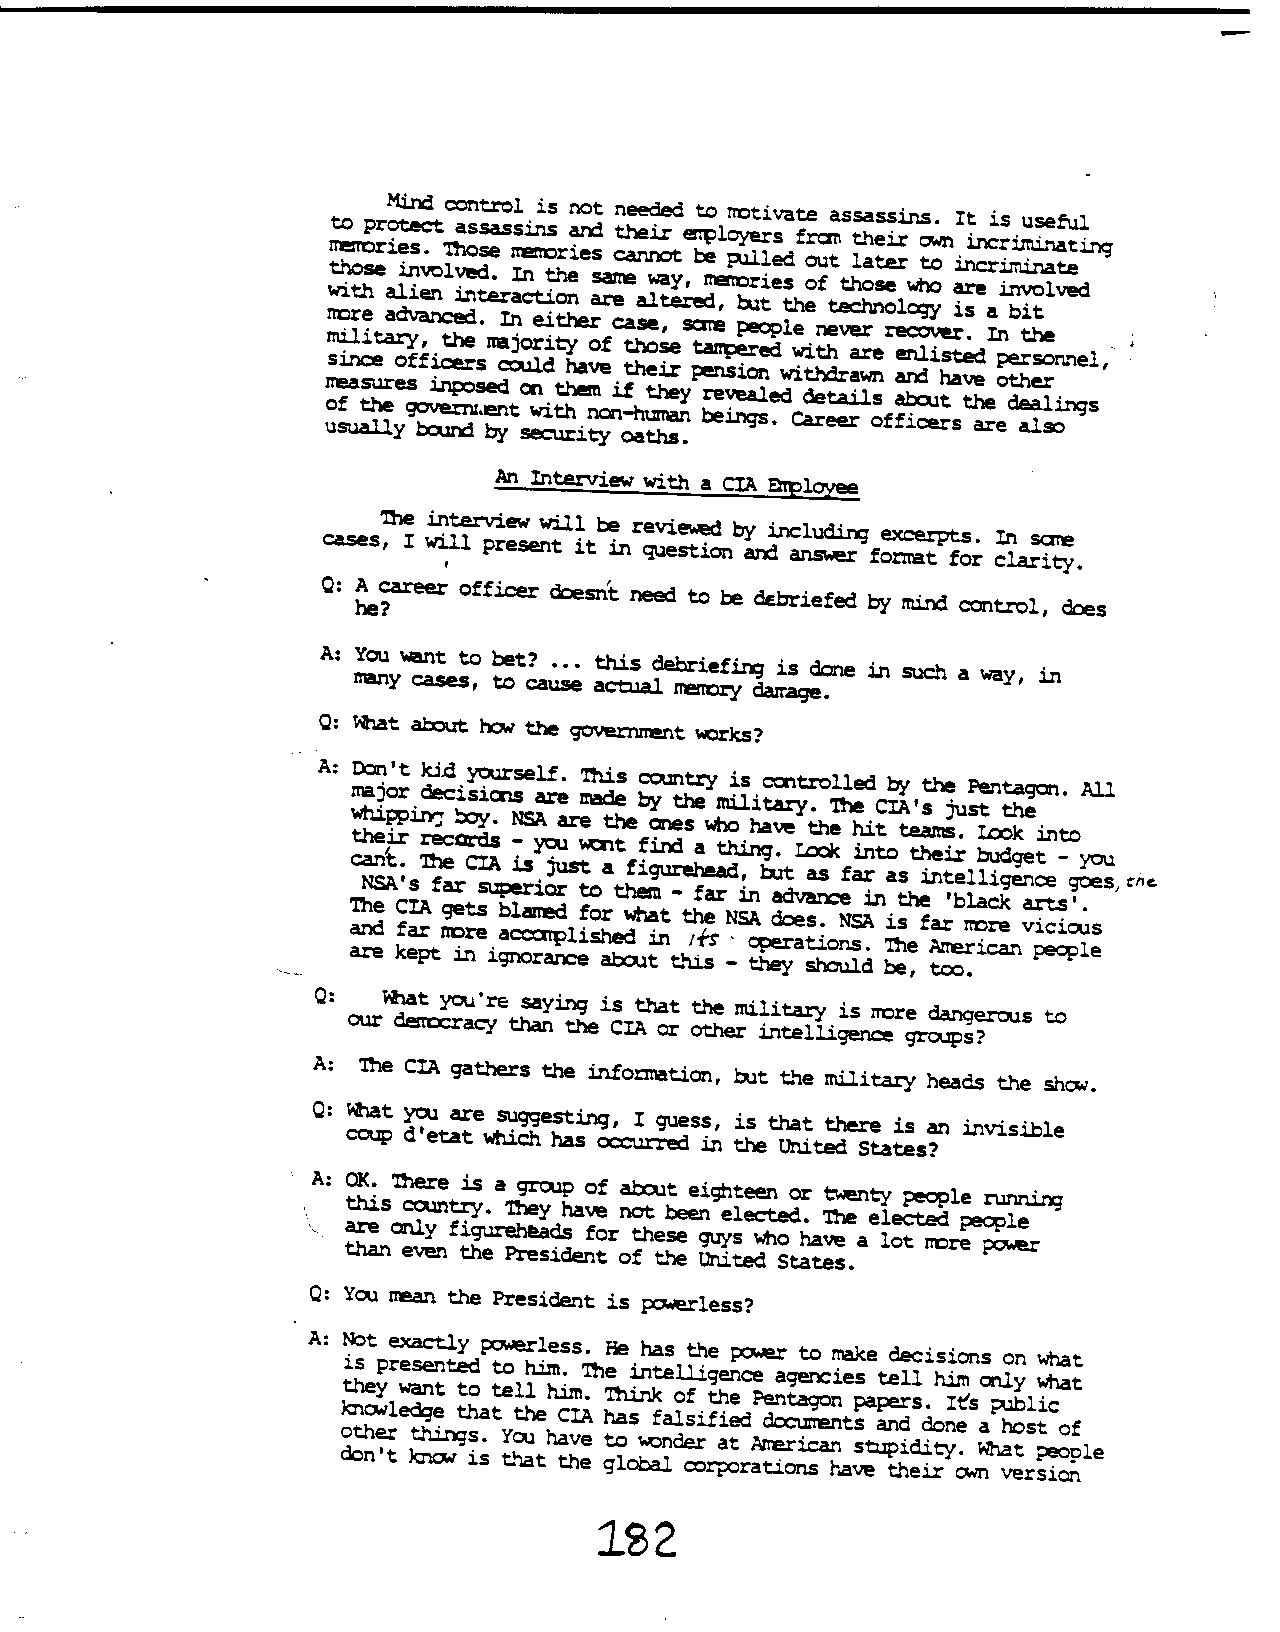 Mind control is not needed to motivate assassins. It is useful
to protect assassins and their employers from their own incriminating
memories. Those memories cannot be pulled out later to incriminate
those involved. In the same way, memories of those who are involved
with alien interaction are altered, but the technology is a bit
more advanced. In either case, some people never recover. In the
military, the majority of those tampered with are enlisted personnel,
since officers could have their pension withdrawn and have other
measures inposed on them if they revealed details about the dealings
of the government with non-human beings. Career officers are also
usually bound by security oaths.
An Interview with a CIA Employee
The interview will be reviewed by including excerpts. In some
cases, I will present it in question and answer format for clarity.
Q: A career officer doesn't need to be debriefed by mind control, does
he?
A: You want to bet? ... this debriefing is done in such a way, in
many cases, to cause actual memory damage.
Q: What about how the government works?
A: Don't kid yourself. This country is controlled by the Pentagon. All
major decisions are made by the military. The CIA's just the
whipping boy. NSA are the ones who have the hit teams. Look into
their records - you wont find a thing. Look into their budget - you
can't. The CIA is just a figurehead, but as far as intelligence goes, the
NSA's far superior to them - far in advance in the 'black arts'.
The CIA gets blamed for what the NSA does. NSA is far more vicious
and far more accomplished in its operations. The American people
are kept in ignorance about this - they should be, too.
Q: What you're saying is that the military is more dangerous to
our democracy than the CIA or other intelligence groups?
A: The CIA gathers the information, but the military heads the show.
Q: What you are suggesting, I guess, is that there is an invisible
coup d'etat which has occurred in the United States?
A: OK. There is a group of about eighteen or twenty people running
this country. They have not been elected. The elected people
are only figureheads for these guys who have a lot more power
than even the President of the United States.
Q: You mean the President is powerless?
A: Not exactly powerless. He has the power to make decisions on what
is presented to him. The intelligence agencies tell him only what
they want to tell him. Think of the Pentagon papers. It's public
knowledge that the CIA has falsified documents and done a host of
other things. You have to wonder at American stupidity. What people
don't know is that the global corporations have their own version
182